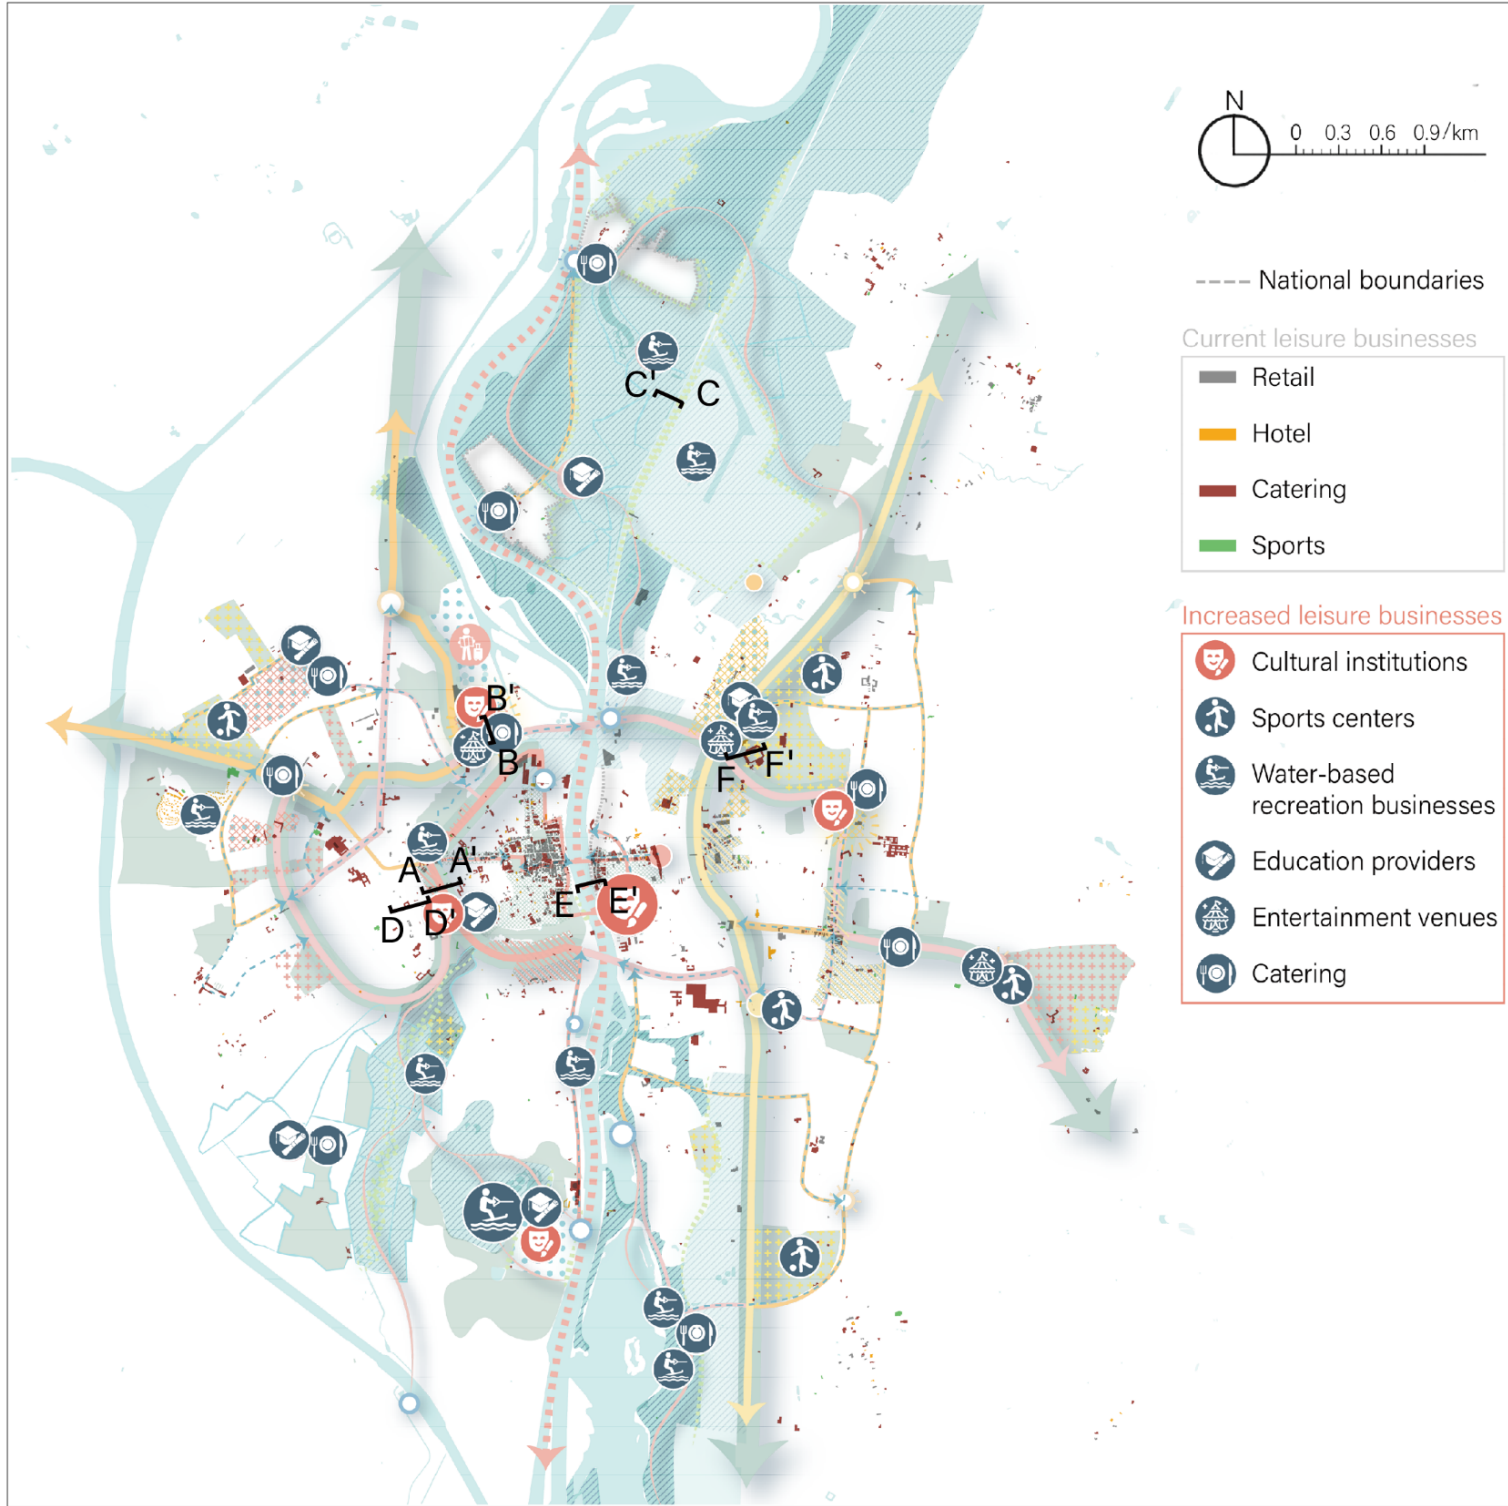 N
0 0.3 0.6 0.9/km
National boundaries
Current leisure businesses
Retail
Hotel
Catering
Sports
Increased leisure businesses
Cultural institutions
Sports centers
Water-based
recreation businesses
Education providers
Entertainment venues
Catering
C' C
B'
B
F F'
A A'
D D'
E E'